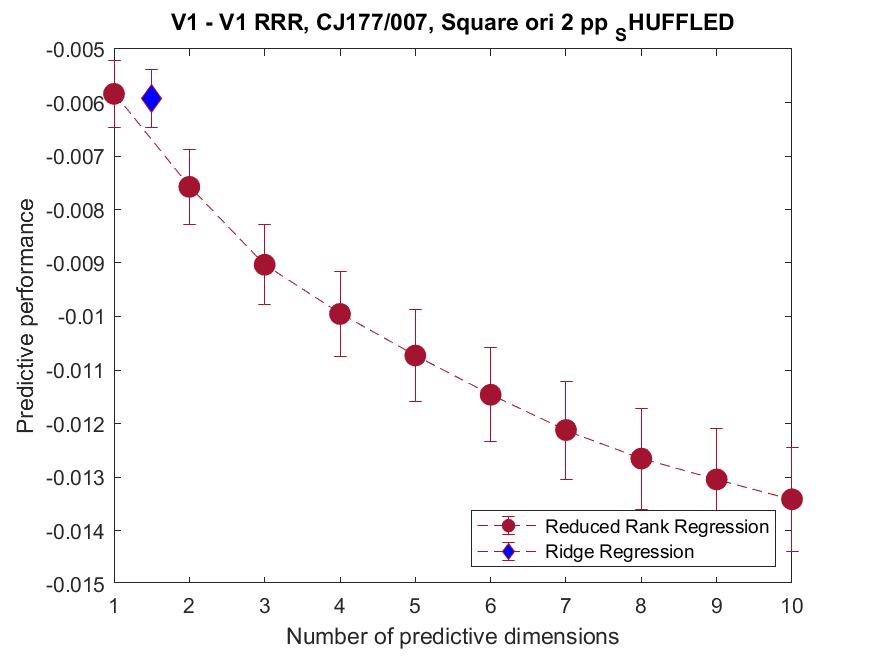 V1 - V1 RRR, CJ177/007, Square ori 2 pp SHUFFLED
-0.005
-0.006
-0.007
-0.008
-0.009
-0.01
-0.011
-0.012
-0.013
-0.014
-0.015
Predictive performance
Reduced Rank Regression
Ridge Regression
1 2 3 4 5 6 7 8 9 10
Number of predictive dimensions